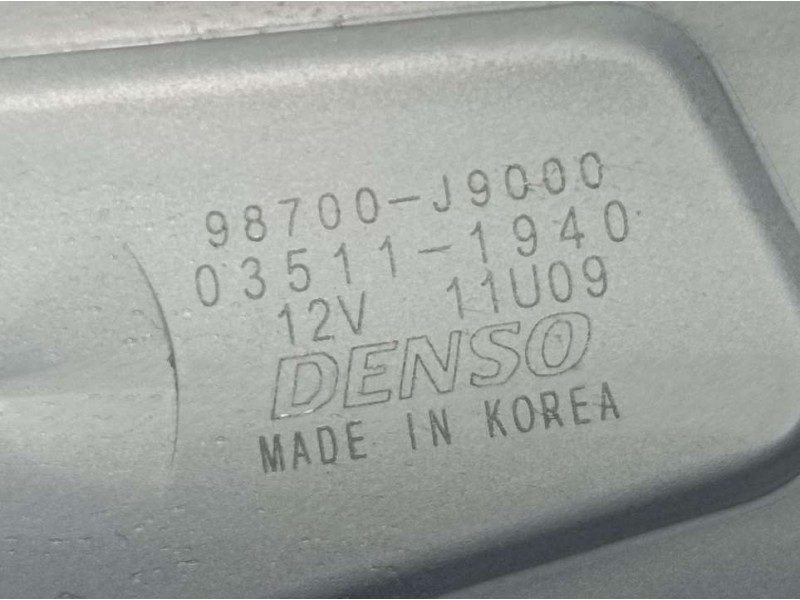 98700-J9000
03511-1940
12V 11U09
DENSO
MADE IN KOREA